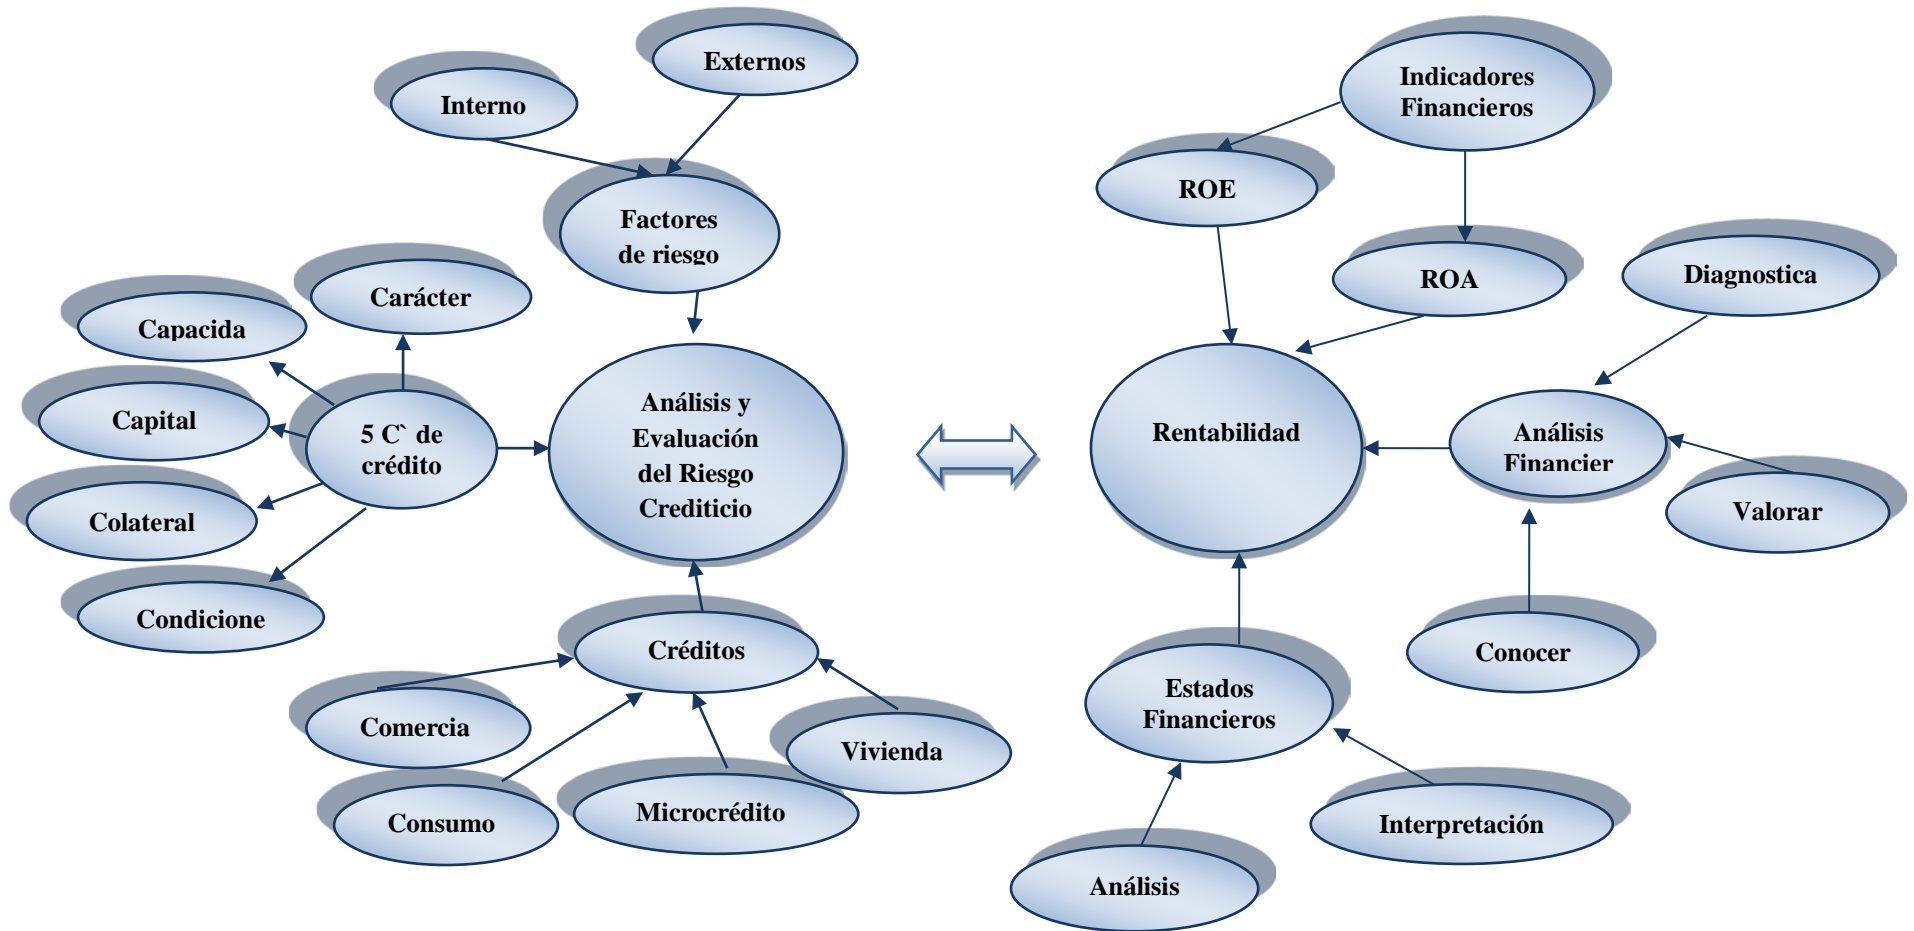 Externos
Interno
Factores
de riesgo
Carácter
Capacida
Capital
5 C` de
crédito
Colateral
Condicione
Análisis y
Evaluación
del Riesgo
Crediticio
Créditos
Comercia
Consumo
Microcrédito
Vivienda
Indicadores
Financieros
ROE
ROA
Diagnostica
Rentabilidad
Análisis
Financier
Valorar
Conocer
Estados
Financieros
Interpretación
Análisis